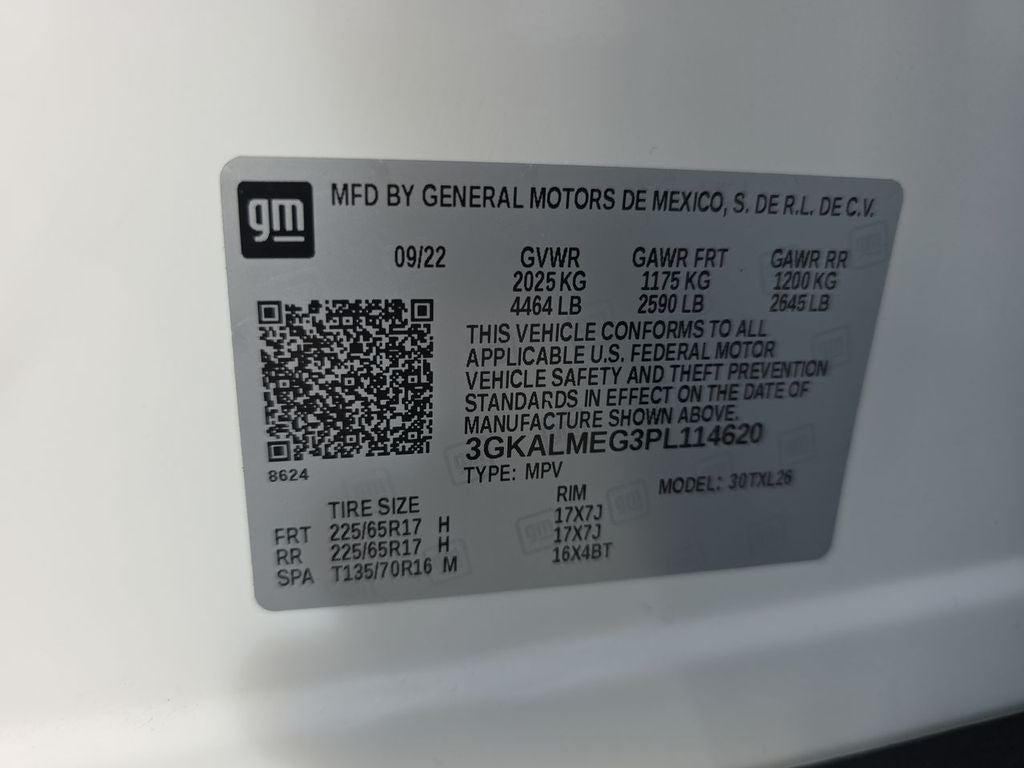 gm
MFD BY GENERAL MOTORS DE MEXICO, S. DE R.L. DE C.V.
09/22 GVWR GAWR FRT GAWR RR
2025 KG 1175 KG 1200 KG
4464 LB 2590 LB 2645 LB
THIS VEHICLE CONFORMS TO ALL
APPLICABLE U.S. FEDERAL MOTOR
VEHICLE SAFETY AND THEFT PREVENTION
STANDARDS IN EFFECT ON THE DATE OF
MANUFACTURE SHOWN ABOVE.
3GKALMEG3PL114620
8624
TYPE: MPV MODEL: 30TXL26
TIRE SIZE RIM
FRT 225/65R17 H 17X7J
RR 225/65R17 H 17X7J
SPA T135/70R16 M 16X4BT